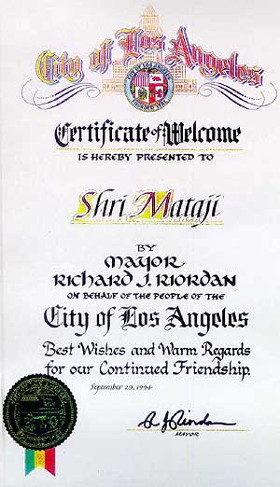 City of Los Angeles
Certificate of Welcome
IS HEREBY PRESENTED TO
Shri Mataji
BY
MAYOR
RICHARD J. RIORDAN
ON BEHALF OF THE PEOPLE OF THE
City of Los Angeles
Best Wishes and Warm Regards
for our Continued Friendship.
September 29, 1994
MAYOR